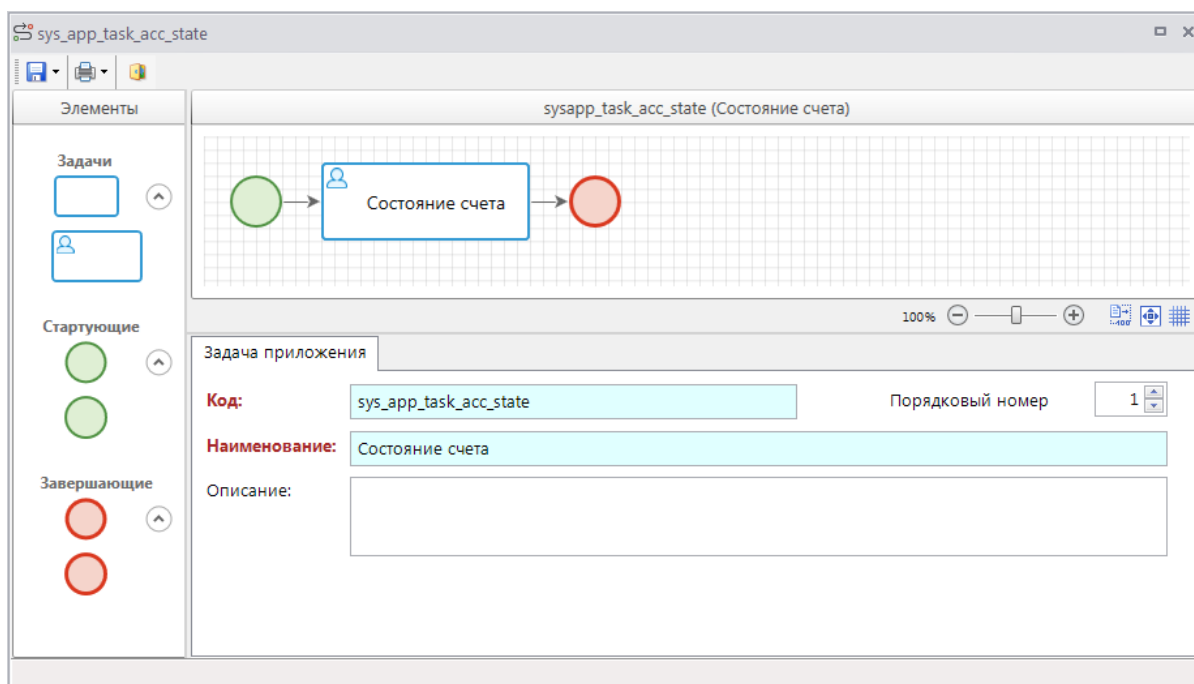 sys_app_task_acc_state
Элементы
sysapp_task_acc_state (Состояние счета)
Задачи
Состояние счета
Стартующие
Завершающие
100%
Задача приложения
Код:
sys_app_task_acc_state
Порядковый номер
1
Наименование:
Состояние счета
Описание: